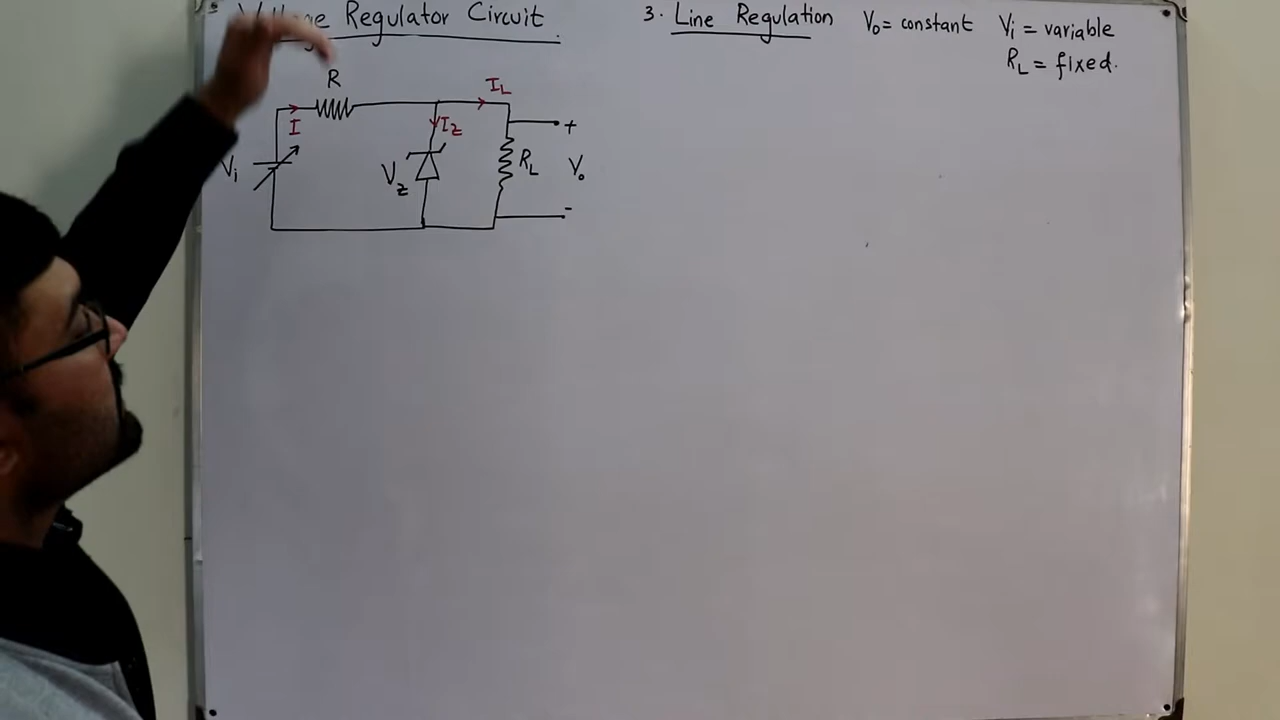 Regulator Circuit
3. Line Regulation V₀ = constant Vᵢ = variable
R_L = fixed.
R
I_L
I
I_Z
+
Vᵢ
V_Z
R_L
V₀
-